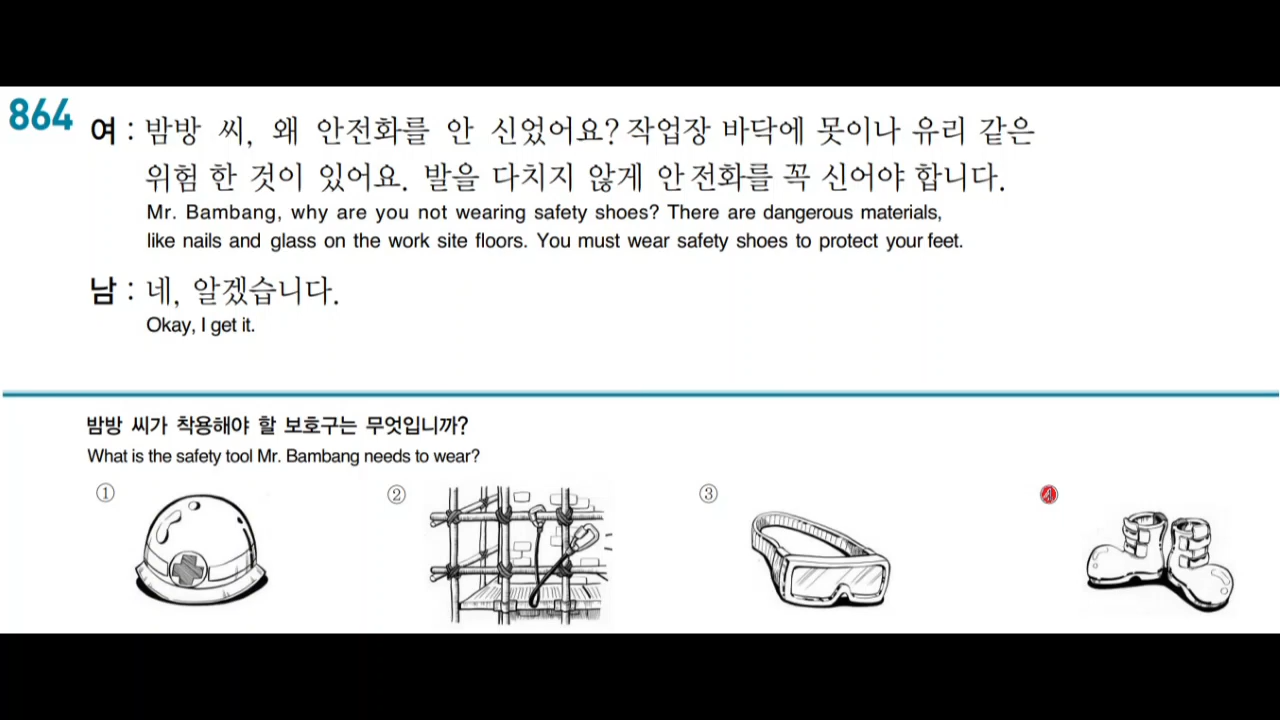 864
여 : 밤방 씨, 왜 안전화를 안 신었어요? 작업장 바닥에 못이나 유리 같은
위험 한 것이 있어요. 발을 다치지 않게 안전화를 꼭 신어야 합니다.
Mr. Bambang, why are you not wearing safety shoes? There are dangerous materials,
like nails and glass on the work site floors. You must wear safety shoes to protect your feet.
남 : 네, 알겠습니다.
Okay, I get it.
밤방 씨가 착용해야 할 보호구는 무엇입니까?
What is the safety tool Mr. Bambang needs to wear?
① ② ③